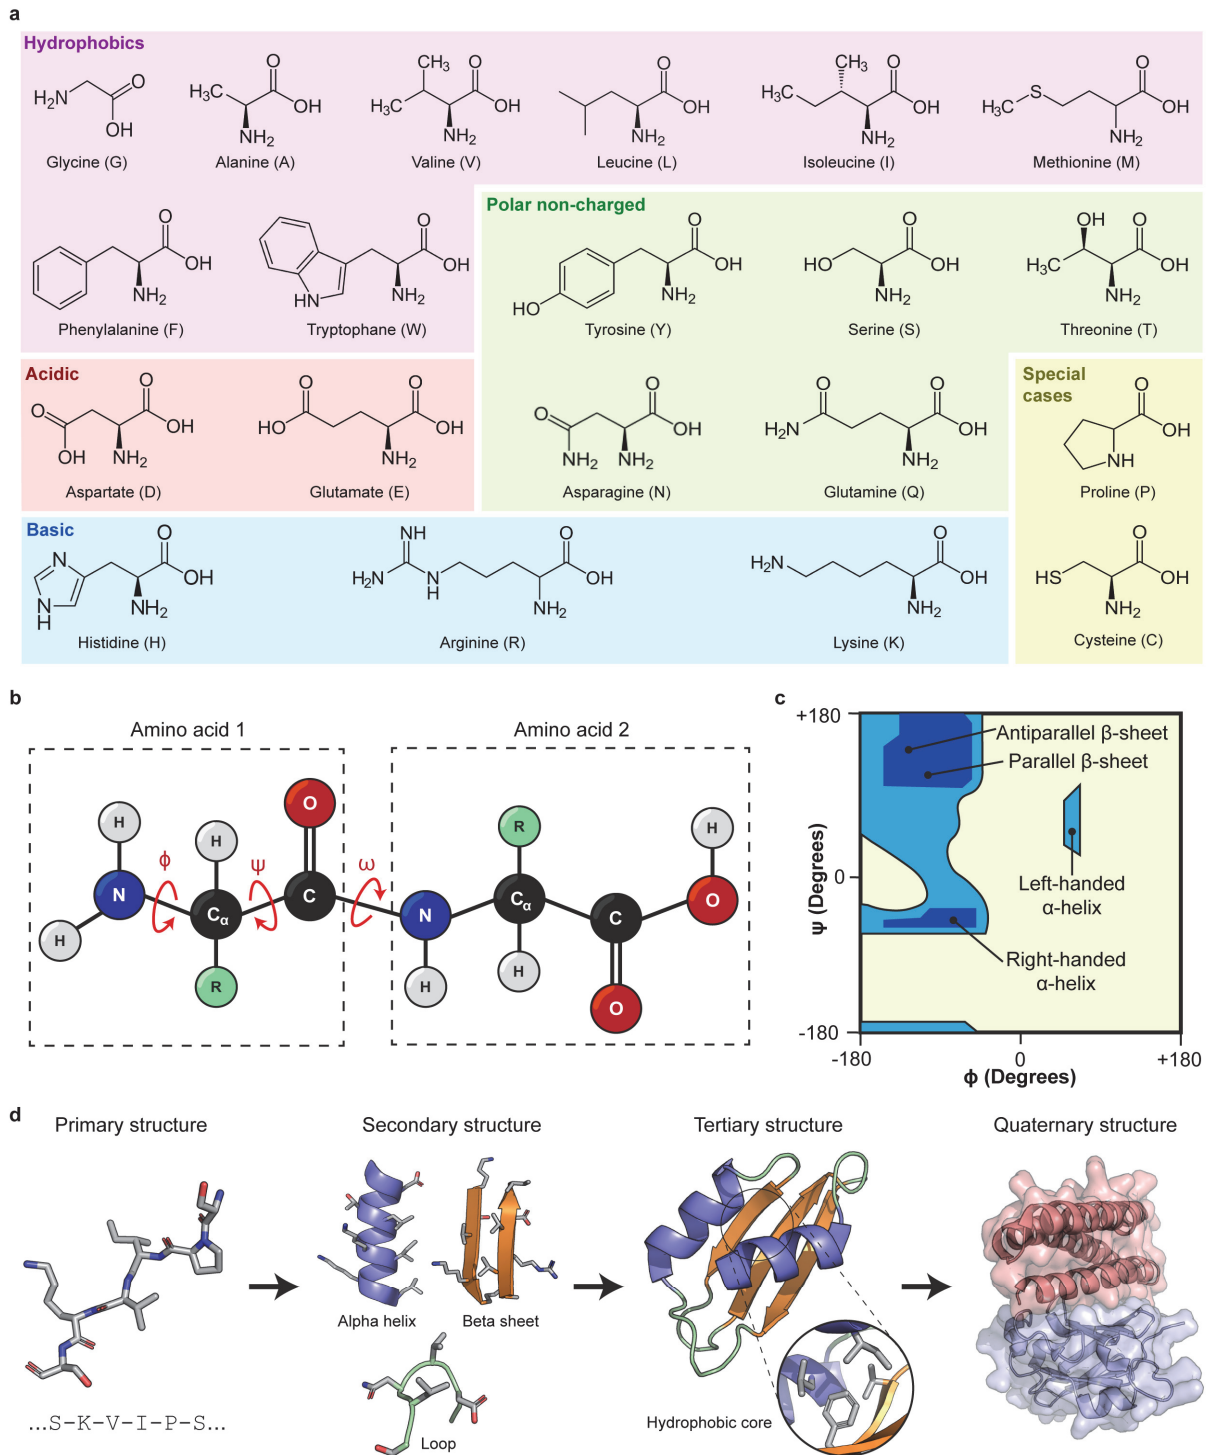 a
Hydrophobics
H₂N
O
OH
Glycine (G)
H₃C
O
OH
NH₂
Alanine (A)
CH₃
H₃C
O
OH
NH₂
Valine (V)
O
OH
NH₂
Leucine (L)
CH₃
H₃C
O
OH
NH₂
Isoleucine (I)
H₃C
S
O
OH
NH₂
Methionine (M)
O
OH
NH₂
Phenylalanine (F)
HN
O
OH
NH₂
Tryptophane (W)
Polar non-charged
HO
O
OH
NH₂
Tyrosine (Y)
HO
O
OH
NH₂
Serine (S)
OH
H₃C
O
OH
NH₂
Threonine (T)
Acidic
O
OH
O
OH
NH₂
Aspartate (D)
O
HO
O
OH
NH₂
Glutamate (E)
O
NH₂
O
OH
NH₂
Asparagine (N)
O
H₂N
O
OH
NH₂
Glutamine (Q)
Special
cases
O
OH
NH
Proline (P)
Basic
N
N
H
O
OH
NH₂
Histidine (H)
NH
H₂N
N
H
O
OH
NH₂
Arginine (R)
H₂N
O
OH
NH₂
Lysine (K)
HS
O
OH
NH₂
Cysteine (C)
b
Amino acid 1
Amino acid 2
H
N
H
ϕ
H
Cα
R
ψ
O
C
ω
N
H
R
Cα
H
C
O
H
O
c
+180
0
-180
ψ (Degrees)
Antiparallel β-sheet
Parallel β-sheet
Left-handed
α-helix
Right-handed
α-helix
-180
0
+180
ϕ (Degrees)
d
Primary structure
Secondary structure
Tertiary structure
Quaternary structure
Alpha helix
Beta sheet
Loop
Hydrophobic core
...S-K-V-I-P-S...